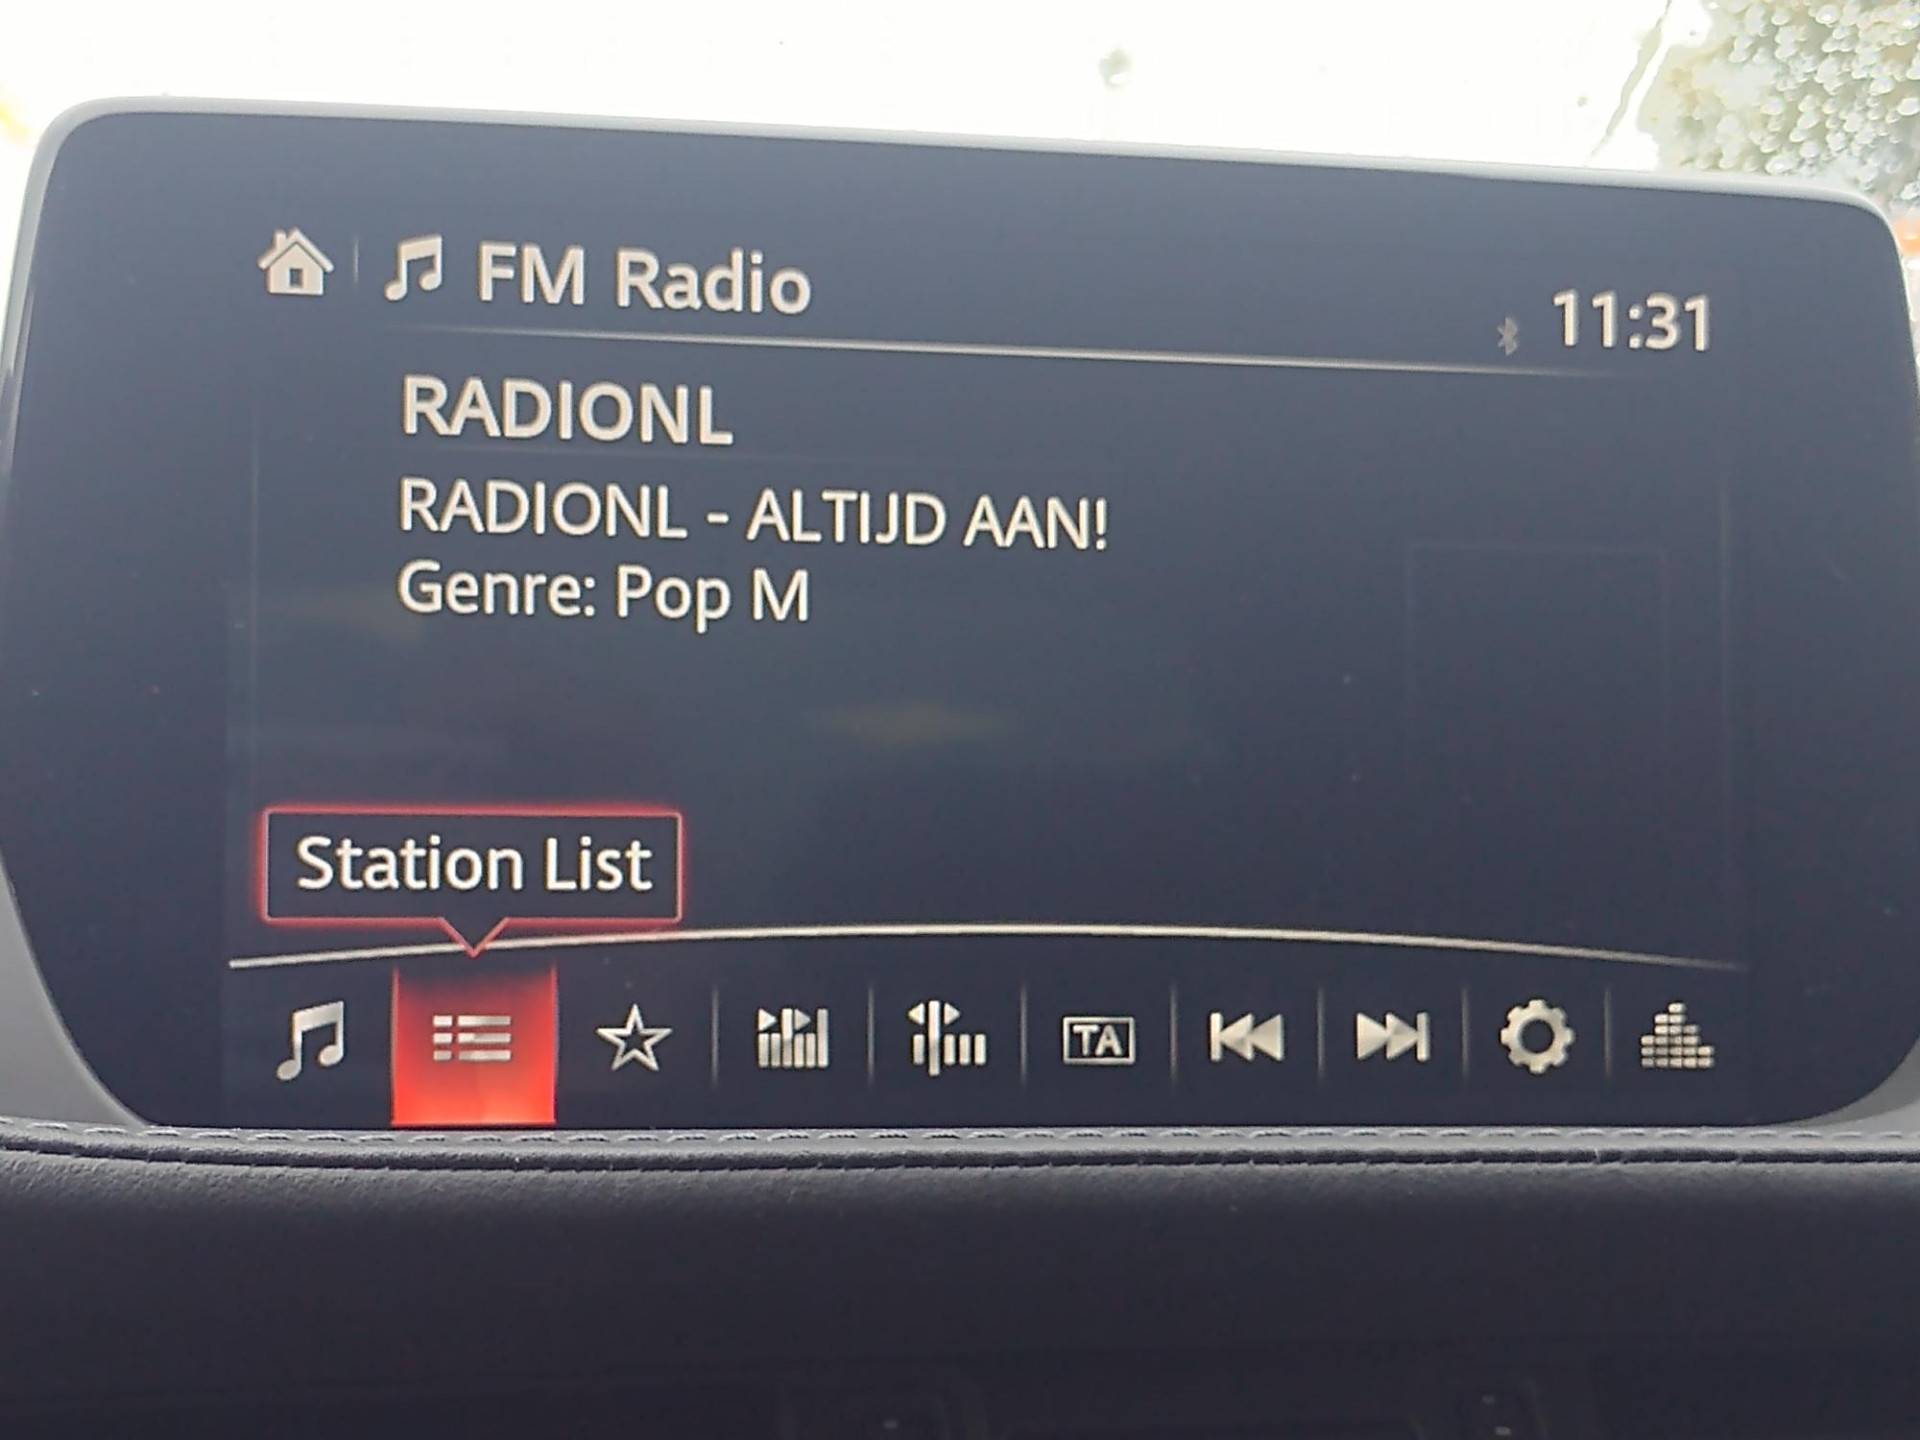 FM Radio
11:31
RADIONL
RADIONL - ALTIJD AAN!
Genre: Pop M
Station List
TA